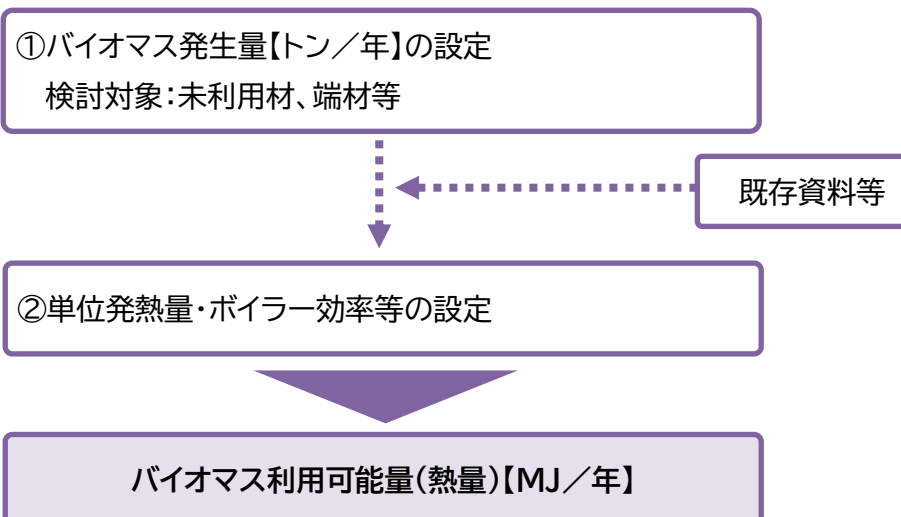 ①バイオマス発生量【トン／年】の設定
検討対象：未利用材、端材等
既存資料等
②単位発熱量・ボイラー効率等の設定
バイオマス利用可能量（熱量）【MJ／年】